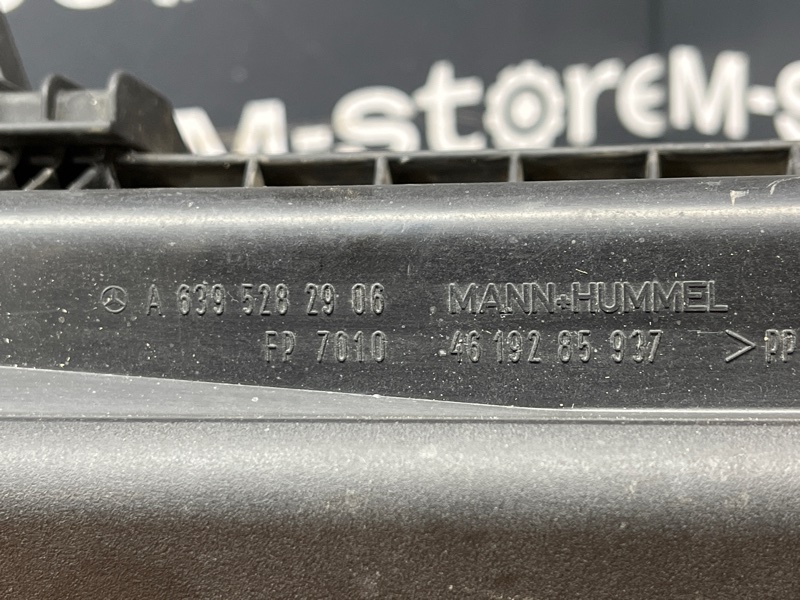 M-storeM-s
A 639 528 29 06 MANN+HUMMEL
FP 7010 46 192 85 937 >PP